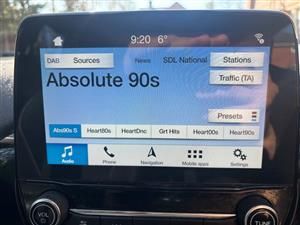 9:20 6°
DAB Sources News SDL National Stations
Absolute 90s Traffic (TA)
Presets
Abs90s S Heart80s HeartDnc Grt Hits Heart00s Heart90s
Audio Phone Navigation Mobile apps Settings
VOL TUNE